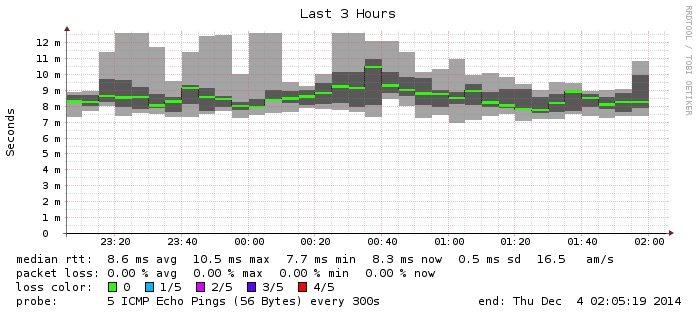 Last 3 Hours
RRDTOOL / TOBI OETIKER
Seconds
12 m
11 m
10 m
9 m
8 m
7 m
6 m
5 m
4 m
3 m
2 m
1 m
0
23:20 23:40 00:00 00:20 00:40 01:00 01:20 01:40 02:00
median rtt: 8.6 ms avg 10.5 ms max 7.7 ms min 8.3 ms now 0.5 ms sd 16.5 am/s
packet loss: 0.00 % avg 0.00 % max 0.00 % min 0.00 % now
loss color: 0 1/5 2/5 3/5 4/5
probe: 5 ICMP Echo Pings (56 Bytes) every 300s end: Thu Dec 4 02:05:19 2014